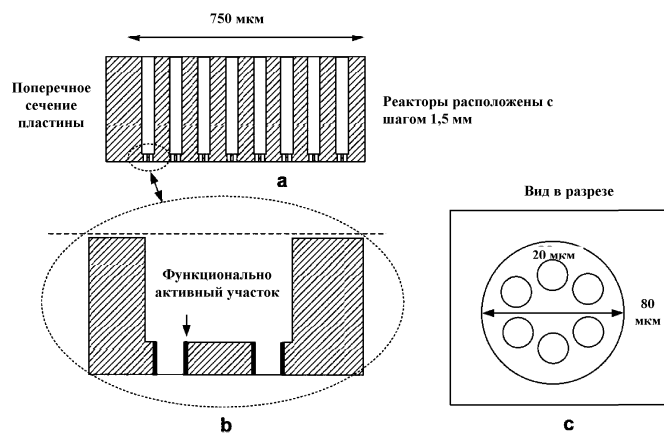 750 мкм
Поперечное
сечение
пластины
Реакторы расположены с
шагом 1,5 мм
a
Вид в разрезе
Функционально
активный участок
20 мкм
80
мкм
b
c